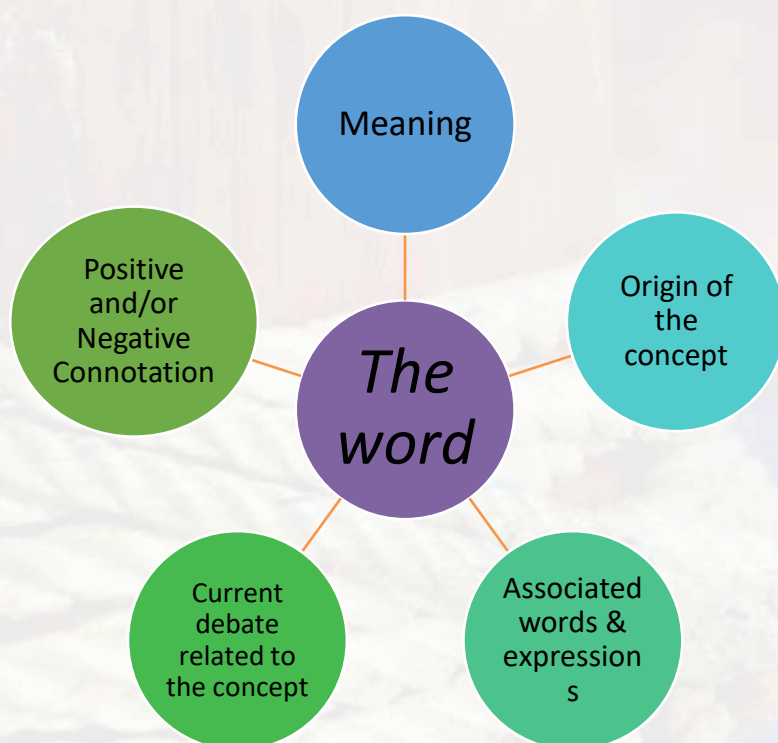 Meaning
Positive
and/or
Negative
Connotation
Origin of
the
concept
The
word
Current
debate
related to
the concept
Associated
words &
expression
s